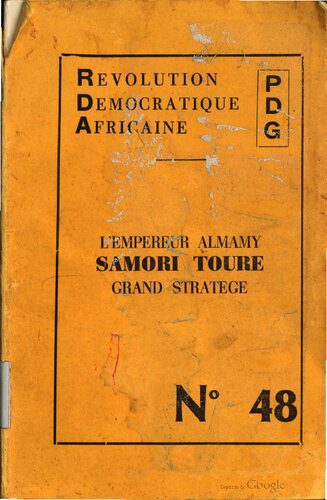 REVOLUTION
DEMOCRATIQUE
AFRICAINE
PDG
L'EMPEREUR ALMAMY
SAMORI TOURE
GRAND STRATEGE
N° 48
Digitized by Google